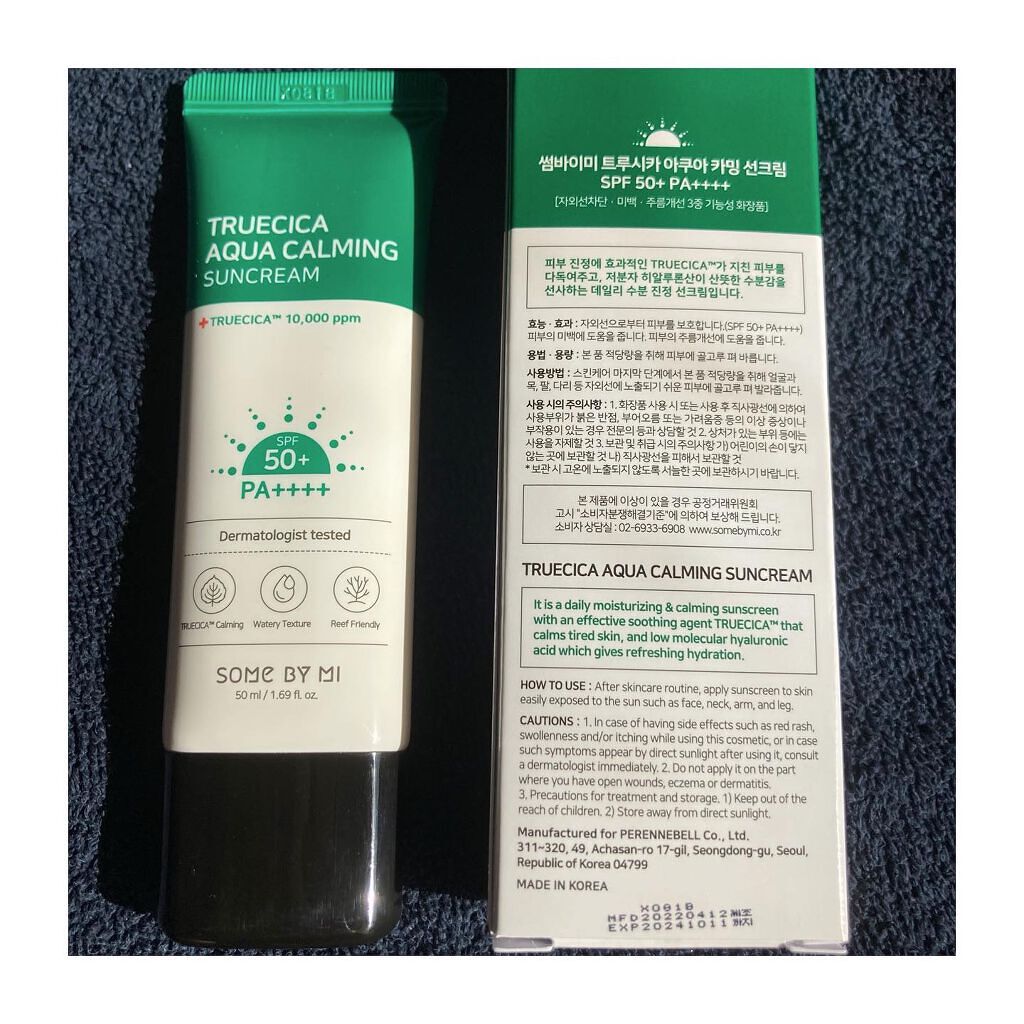 X081B
TRUECICA
AQUA CALMING
SUNCREAM
TRUECICA™ 10,000 ppm
SPF
50+
PA++++
Dermatologist tested
TRUECICA™ Calming
Watery Texture
Reef Friendly
SOME BY MI
50 ml / 1.69 fl. oz.
썸바이미 트루시카 아쿠아 카밍 선크림
SPF 50+ PA++++
[자외선차단 · 미백 · 주름개선 3중 기능성 화장품]
피부 진정에 효과적인 TRUECICA™가 지친 피부를
다독여주고, 저분자 히알루론산이 산뜻한 수분감을
선사하는 데일리 수분 진정 선크림입니다.
효능 · 효과 : 자외선으로부터 피부를 보호합니다.(SPF 50+ PA++++)
피부의 미백에 도움을 줍니다. 피부의 주름개선에 도움을 줍니다.
용법 · 용량 : 본 품 적당량을 취해 피부에 골고루 펴 바릅니다.
사용방법 : 스킨케어 마지막 단계에서 본 품 적당량을 취해 얼굴과
목, 팔, 다리 등 자외선에 노출되기 쉬운 피부에 골고루 펴 발라줍니다.
사용 시의 주의사항 : 1. 화장품 사용 시 또는 사용 후 직사광선에 의하여
사용부위가 붉은 반점, 부어오름 또는 가려움증 등의 이상 증상이나
부작용이 있는 경우 전문의 등과 상담할 것 2. 상처가 있는 부위 등에는
사용을 자제할 것 3. 보관 및 취급 시의 주의사항 가) 어린이의 손이 닿지
않는 곳에 보관할 것 나) 직사광선을 피해서 보관할 것
* 보관 시 고온에 노출되지 않도록 서늘한 곳에 보관하시기 바랍니다.
본 제품에 이상이 있을 경우 공정거래위원회
고시 "소비자분쟁해결기준"에 의하여 보상해 드립니다.
소비자 상담실 : 02-6933-6908 www.somebymi.co.kr
TRUECICA AQUA CALMING SUNCREAM
It is a daily moisturizing & calming sunscreen
with an effective soothing agent TRUECICA™ that
calms tired skin, and low molecular hyaluronic
acid which gives refreshing hydration.
HOW TO USE : After skincare routine, apply sunscreen to skin
easily exposed to the sun such as face, neck, arm, and leg.
CAUTIONS : 1. In case of having side effects such as red rash,
swollenness and/or itching while using this cosmetic, or in case
such symptoms appear by direct sunlight after using it, consult
a dermatologist immediately. 2. Do not apply it on the part
where you have open wounds, eczema or dermatitis.
3. Precautions for treatment and storage. 1) Keep out of the
reach of children. 2) Store away from direct sunlight.
Manufactured for PERENNEBELL Co., Ltd.
311~320, 49, Achasan-ro 17-gil, Seongdong-gu, Seoul,
Republic of Korea 04799
MADE IN KOREA
X081B
MFD20220412 제조
EXP20241011 까지